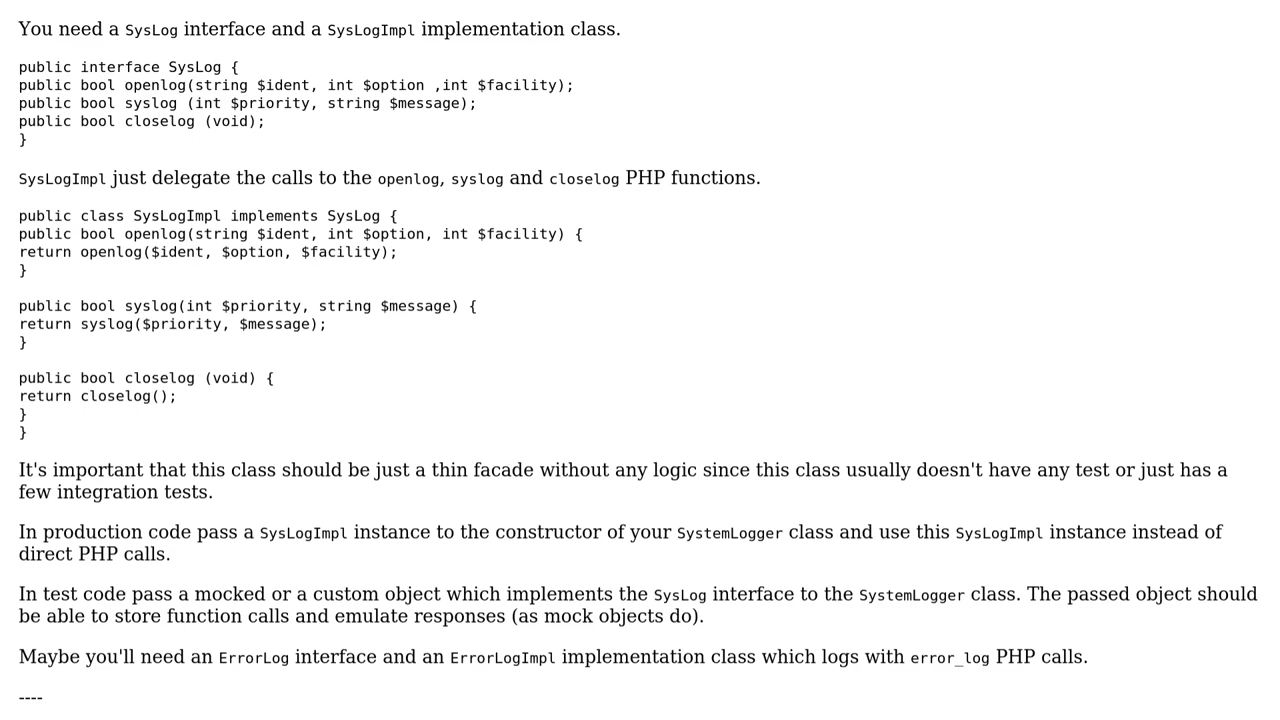 You need a SysLog interface and a SysLogImpl implementation class.
public interface SysLog {
public bool openlog(string $ident, int $option ,int $facility);
public bool syslog (int $priority, string $message);
public bool closelog (void);
}
SysLogImpl just delegate the calls to the openlog, syslog and closelog PHP functions.
public class SysLogImpl implements SysLog {
public bool openlog(string $ident, int $option, int $facility) {
return openlog($ident, $option, $facility);
}
public bool syslog(int $priority, string $message) {
return syslog($priority, $message);
}
public bool closelog (void) {
return closelog();
}
}
It's important that this class should be just a thin facade without any logic since this class usually doesn't have any test or just has a
few integration tests.
In production code pass a SysLogImpl instance to the constructor of your SystemLogger class and use this SysLogImpl instance instead of
direct PHP calls.
In test code pass a mocked or a custom object which implements the SysLog interface to the SystemLogger class. The passed object should
be able to store function calls and emulate responses (as mock objects do).
Maybe you'll need an ErrorLog interface and an ErrorLogImpl implementation class which logs with error_log PHP calls.
----